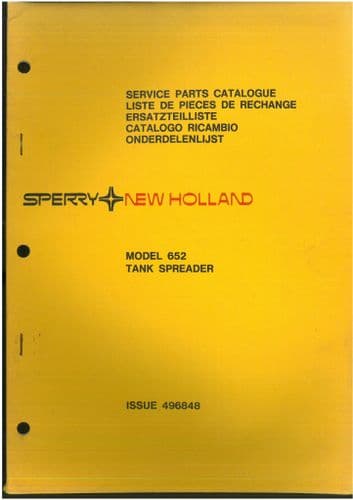 SERVICE PARTS CATALOGUE
LISTE DE PIECES DE RECHANGE
ERSATZTEILLISTE
CATALOGO RICAMBIO
ONDERDELENLIJST
SPERRY NEW HOLLAND
MODEL 652
TANK SPREADER
ISSUE 496848